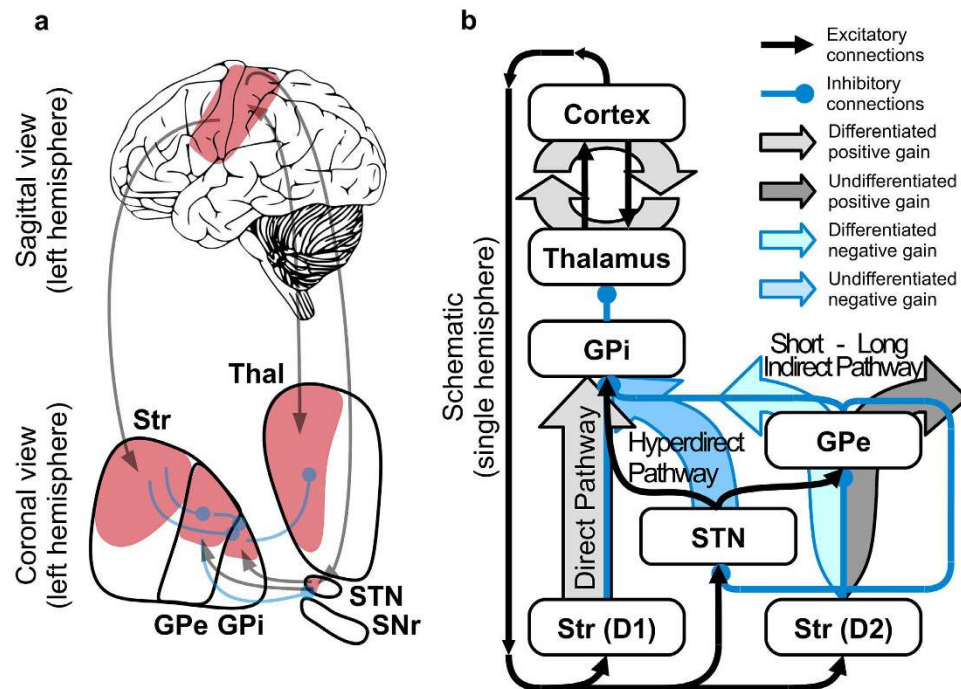 a
Sagittal view
(left hemisphere)
Coronal view
(left hemisphere)
Thal
Str
STN
GPe GPi
SNr
b
Schematic
(single hemisphere)
Cortex
Thalamus
GPi
Short - Long
Indirect Pathway
GPe
Direct Pathway
Hyperdirect
Pathway
STN
Str (D1)
Str (D2)
Excitatory
connections
Inhibitory
connections
Differentiated
positive gain
Undifferentiated
positive gain
Differentiated
negative gain
Undifferentiated
negative gain